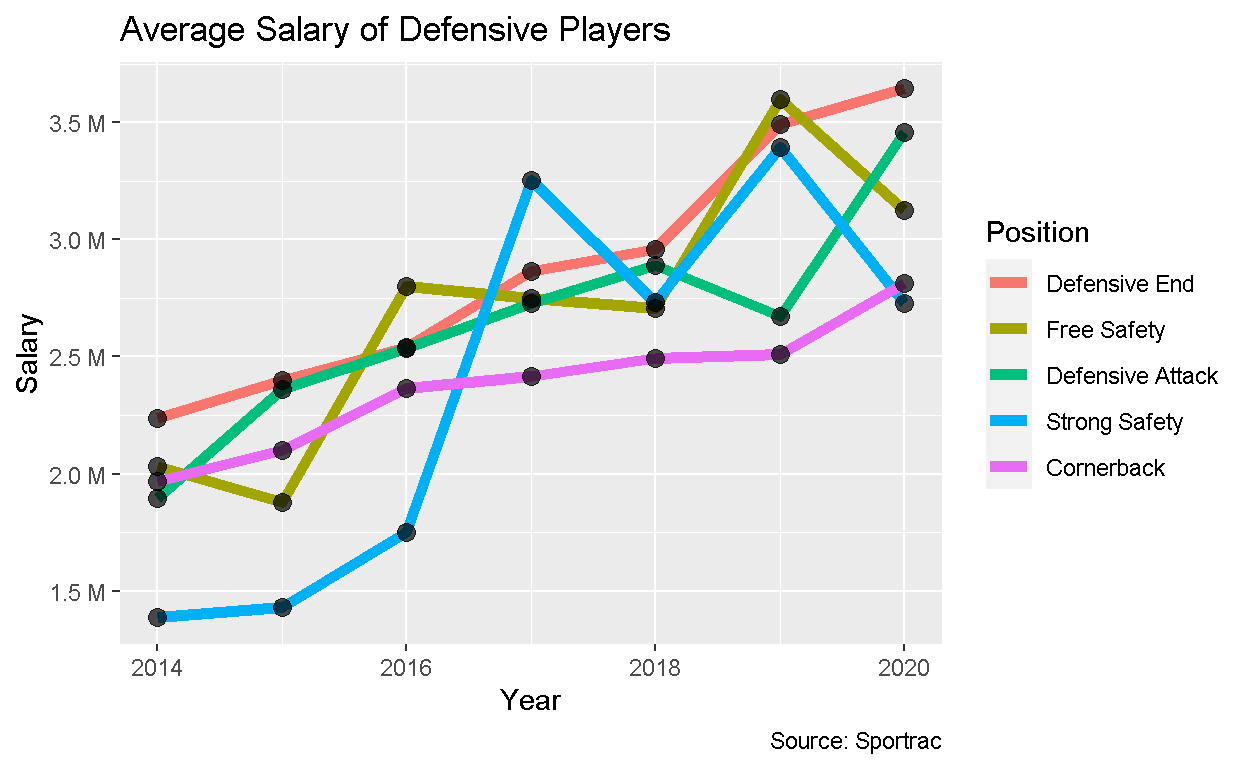 Average Salary of Defensive Players
3.5 M
3.0 M
2.5 M
2.0 M
1.5 M
Salary
2014
2016
2018
2020
Year
Position
Defensive End
Free Safety
Defensive Attack
Strong Safety
Cornerback
Source: Sportrac